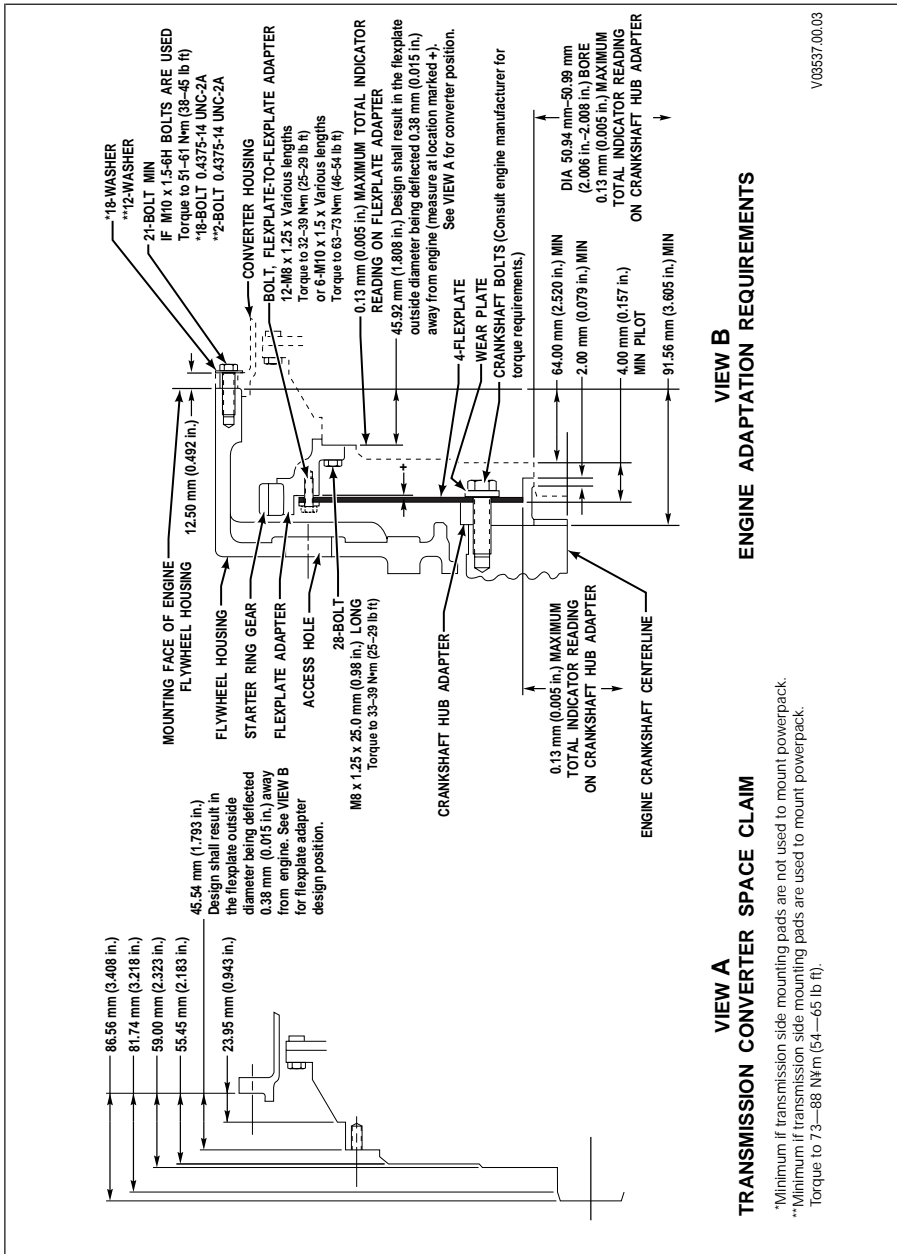 86.56 mm (3.408 in.)
81.74 mm (3.218 in.)
59.00 mm (2.323 in.)
55.45 mm (2.183 in.)
45.54 mm (1.793 in.)
Design shall result in
the flexplate outside
diameter being deflected
0.38 mm (0.015 in.) away
from engine. See VIEW B
for flexplate adapter
design position.
23.95 mm (0.943 in.)
VIEW A
TRANSMISSION CONVERTER SPACE CLAIM
*Minimum if transmission side mounting pads are not used to mount powerpack.
**Minimum if transmission side mounting pads are used to mount powerpack.
Torque to 73—88 N¥m (54—65 lb ft).
MOUNTING FACE OF ENGINE
FLYWHEEL HOUSING
12.50 mm (0.492 in.)
FLYWHEEL HOUSING
STARTER RING GEAR
FLEXPLATE ADAPTER
ACCESS HOLE
28-BOLT
M8 x 1.25 x 25.0 mm (0.98 in.) LONG
Torque to 33–39 N•m (25–29 lb ft)
CRANKSHAFT HUB ADAPTER
0.13 mm (0.005 in.) MAXIMUM
TOTAL INDICATOR READING
ON CRANKSHAFT HUB ADAPTER
ENGINE CRANKSHAFT CENTERLINE
*18-WASHER
**12-WASHER
21-BOLT MIN
IF M10 x 1.5-6H BOLTS ARE USED
Torque to 51–61 N•m (38–45 lb ft)
*18-BOLT 0.4375-14 UNC-2A
**2-BOLT 0.4375-14 UNC-2A
CONVERTER HOUSING
BOLT, FLEXPLATE-TO-FLEXPLATE ADAPTER
12-M8 x 1.25 x Various lengths
Torque to 32–39 N•m (25–29 lb ft)
or 6-M10 x 1.5 x Various lengths
Torque to 63–73 N•m (46–54 lb ft)
0.13 mm (0.005 in.) MAXIMUM TOTAL INDICATOR
READING ON FLEXPLATE ADAPTER
45.92 mm (1.808 in.) Design shall result in the flexplate
outside diameter being deflected 0.38 mm (0.015 in.)
away from engine (measure at location marked +).
See VIEW A for converter position.
+
4-FLEXPLATE
WEAR PLATE
CRANKSHAFT BOLTS (Consult engine manufacturer for
torque requirements.)
64.00 mm (2.520 in.) MIN
2.00 mm (0.079 in.) MIN
4.00 mm (0.157 in.)
MIN PILOT
91.56 mm (3.605 in.) MIN
DIA 50.94 mm–50.99 mm
(2.006 in.–2.008 in.) BORE
0.13 mm (0.005 in.) MAXIMUM
TOTAL INDICATOR READING
ON CRANKSHAFT HUB ADAPTER
VIEW B
ENGINE ADAPTATION REQUIREMENTS
V03537.00.03